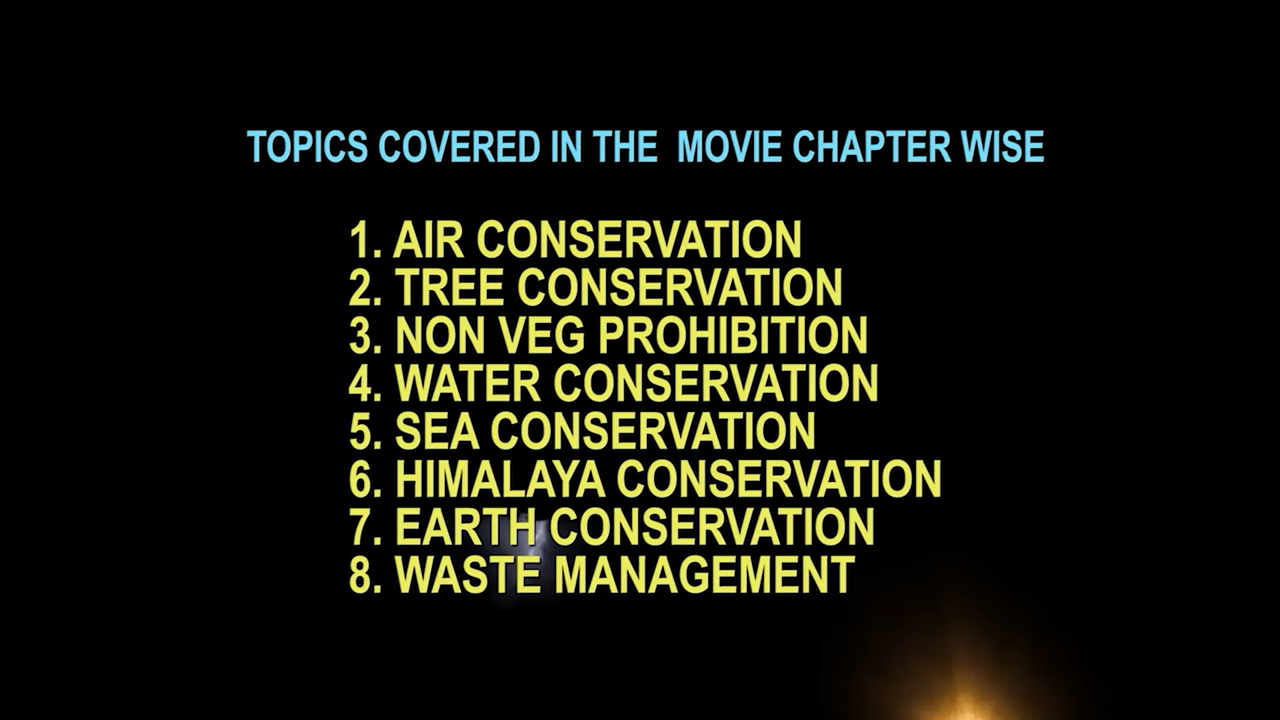 TOPICS COVERED IN THE MOVIE CHAPTER WISE
1. AIR CONSERVATION
2. TREE CONSERVATION
3. NON VEG PROHIBITION
4. WATER CONSERVATION
5. SEA CONSERVATION
6. HIMALAYA CONSERVATION
7. EARTH CONSERVATION
8. WASTE MANAGEMENT